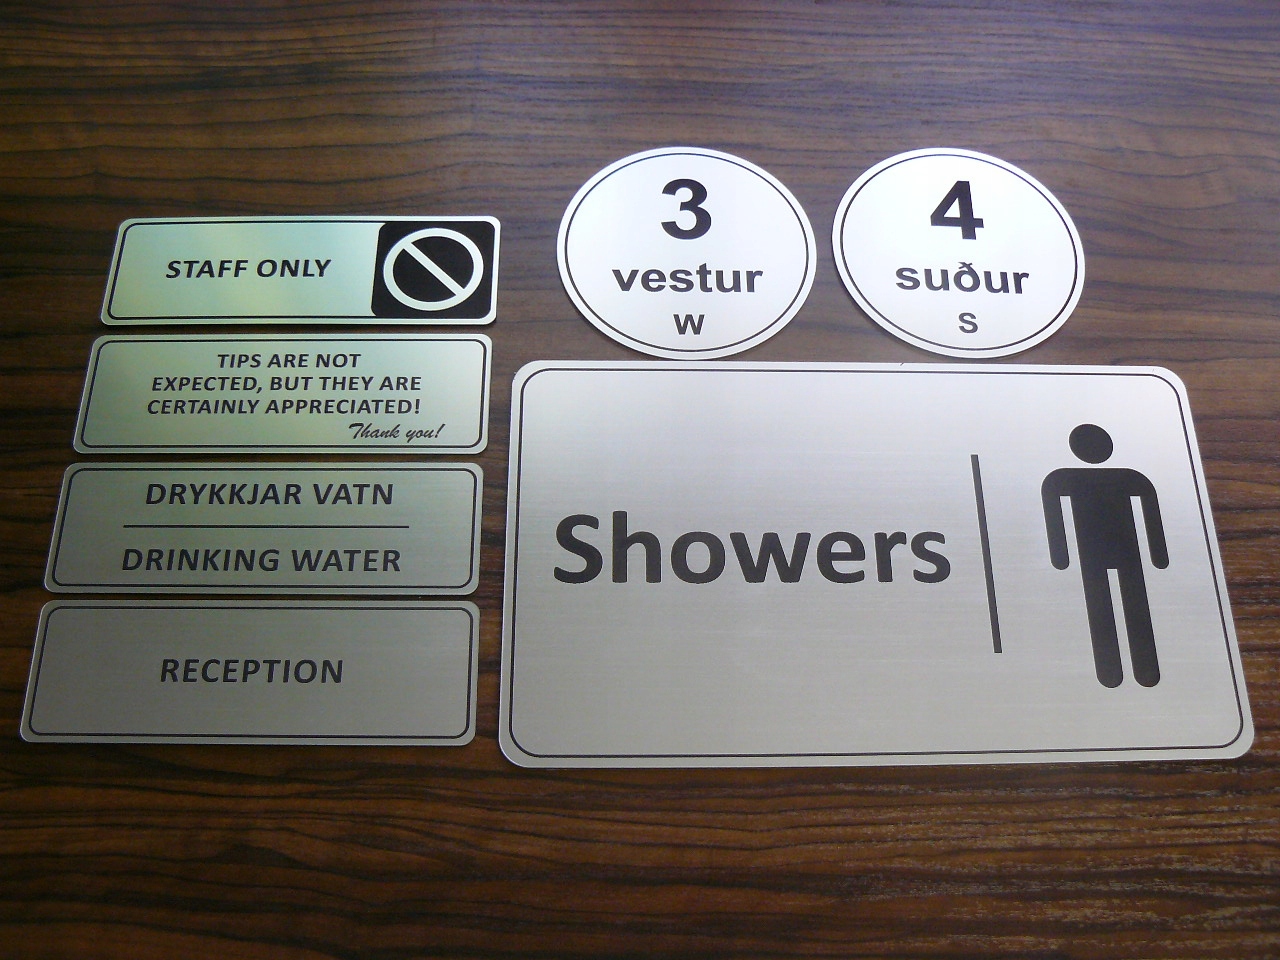 STAFF ONLY
TIPS ARE NOT
EXPECTED, BUT THEY ARE
CERTAINLY APPRECIATED!
Thank you!
DRYKKJAR VATN
DRINKING WATER
RECEPTION
3
vestur
W
4
suður
S
Showers